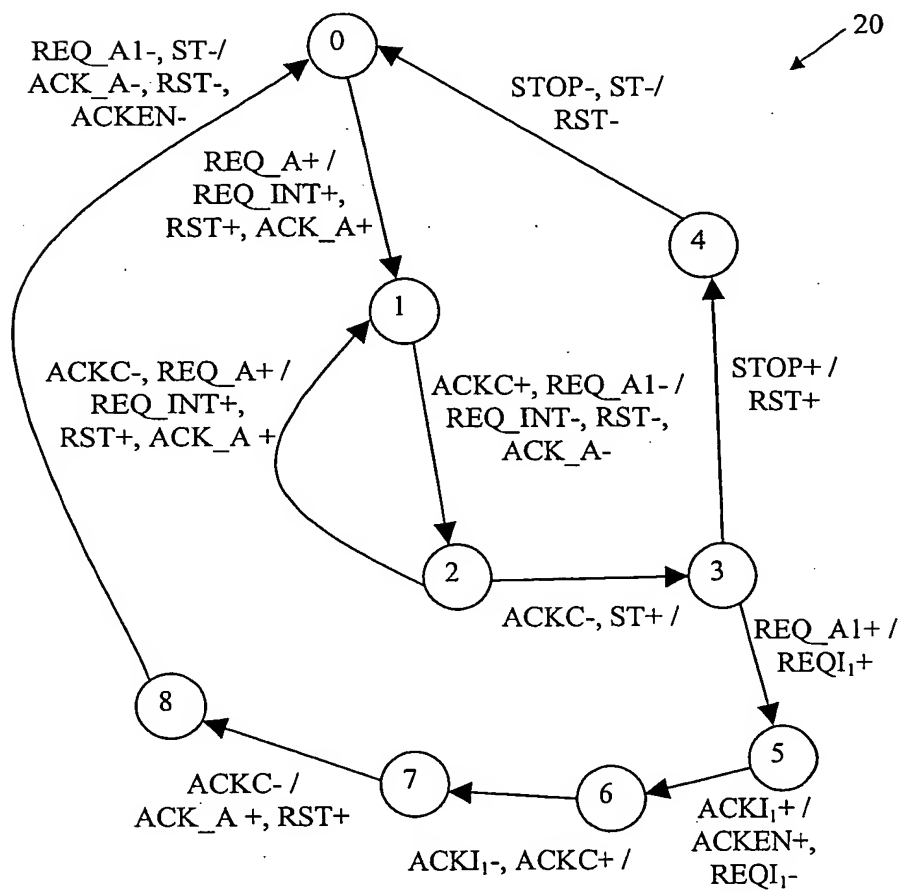 20
0
REQ_A1-, ST-/
ACK_A-, RST-,
ACKEN-
STOP-, ST-/
RST-
REQ_A+ /
REQ_INT+,
RST+, ACK_A+
4
1
ACKC-, REQ_A+ /
REQ_INT+,
RST+, ACK_A +
ACKC+, REQ_A1- /
REQ_INT-, RST-,
ACK_A-
STOP+ /
RST+
2
3
ACKC-, ST+ /
REQ_A1+ /
REQI₁+
8
5
7
6
ACKC- /
ACK_A +, RST+
ACKI₁-, ACKC+ /
ACKI₁+ /
ACKEN+,
REQI₁-